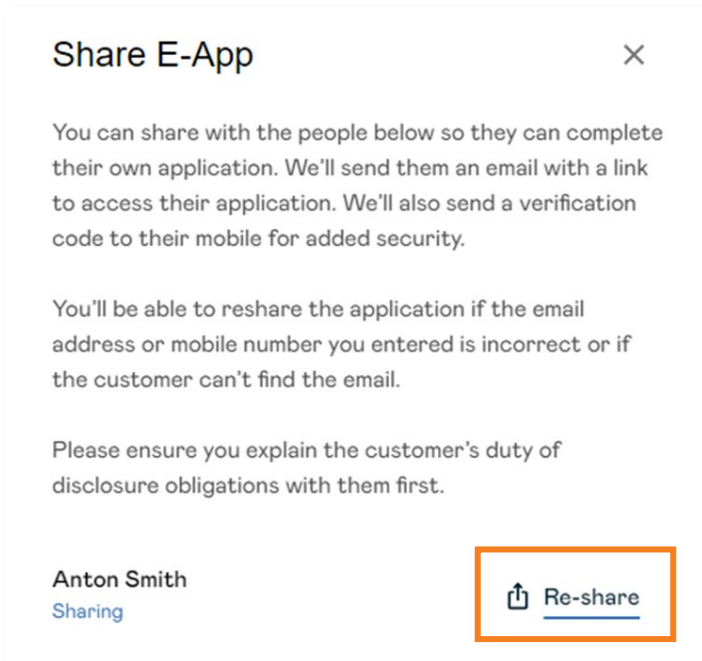 Share E-App
You can share with the people below so they can complete
their own application. We’ll send them an email with a link
to access their application. We’ll also send a verification
code to their mobile for added security.
You’ll be able to reshare the application if the email
address or mobile number you entered is incorrect or if
the customer can’t find the email.
Please ensure you explain the customer’s duty of
disclosure obligations with them first.
Anton Smith
Sharing
Re-share